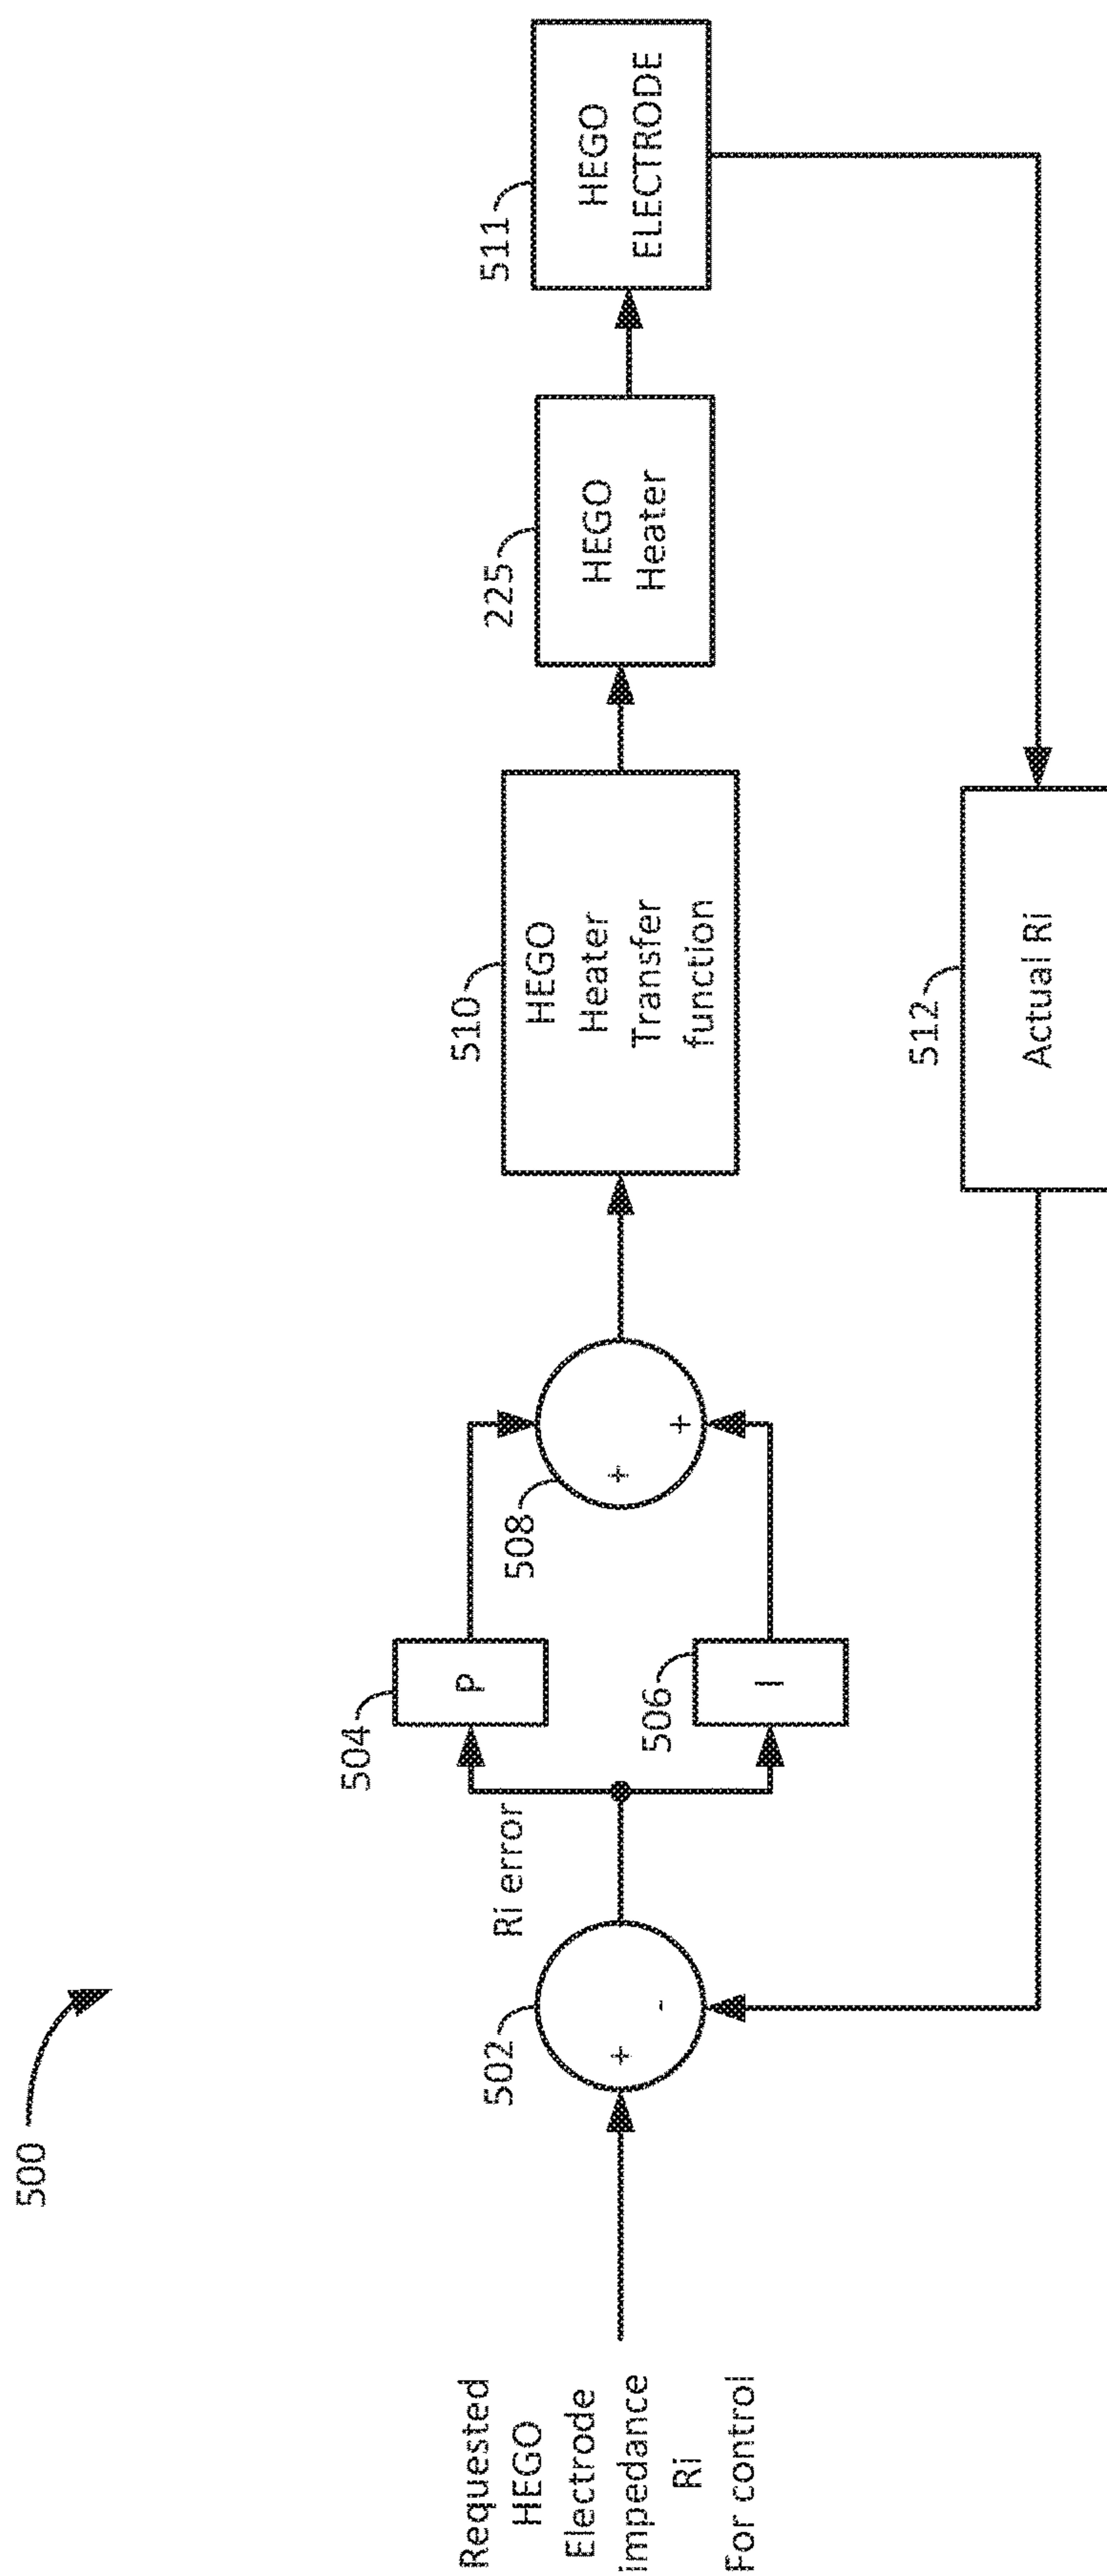 500
Requested
HEGO
Electrode
impedance
Ri
For control
502
+
-
Ri error
504
P
506
I
508
+
+
510
HEGO
Heater
Transfer
function
225
HEGO
Heater
511
HEGO
ELECTRODE
512
Actual Ri